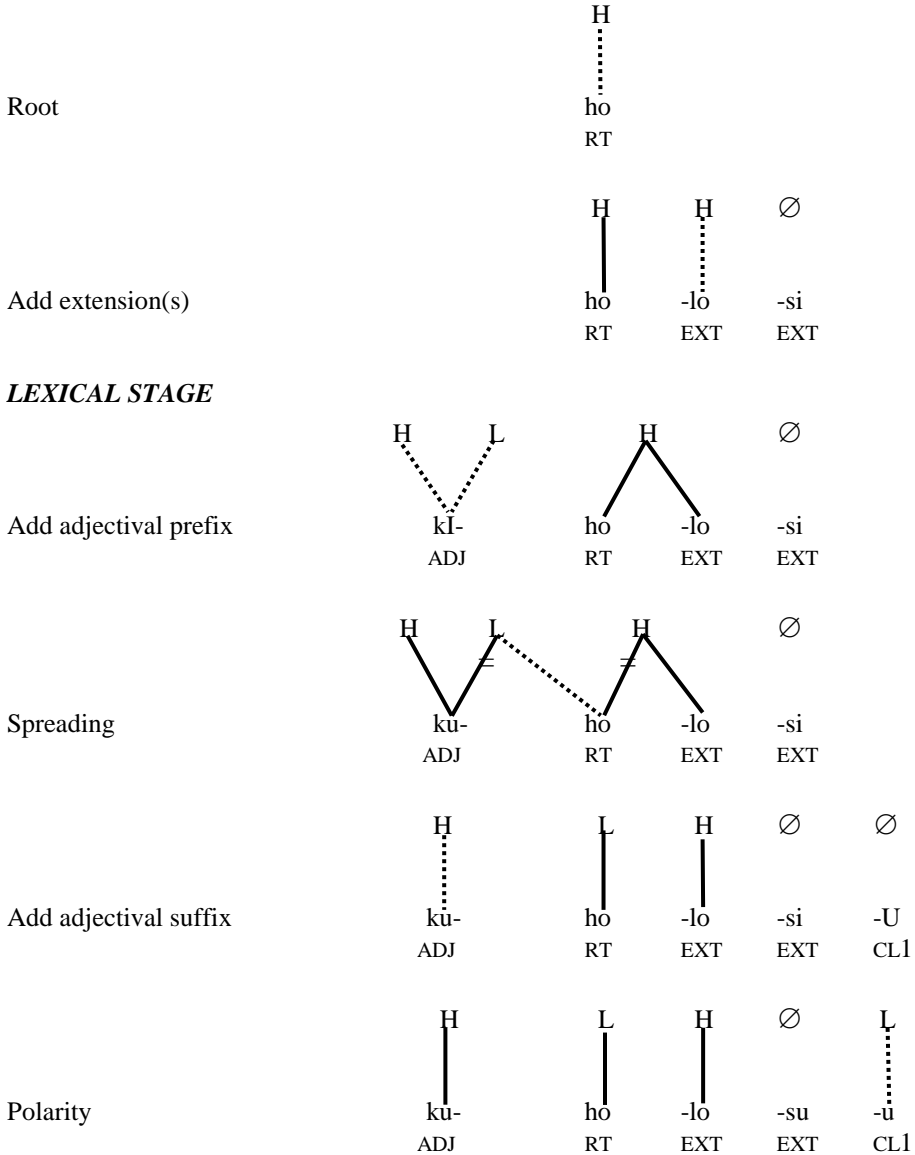 H
Root ho
RT
H H ∅
Add extension(s) ho -lo -si
RT EXT EXT
LEXICAL STAGE
H L H ∅
Add adjectival prefix kI- ho -lo -si
ADJ RT EXT EXT
H L H ∅
= =
Spreading ku- ho -lo -si
ADJ RT EXT EXT
H L H ∅ ∅
Add adjectival suffix ku- ho -lo -si -U
ADJ RT EXT EXT CL1
H L H ∅ L
Polarity ku- ho -lo -su -u
ADJ RT EXT EXT CL1